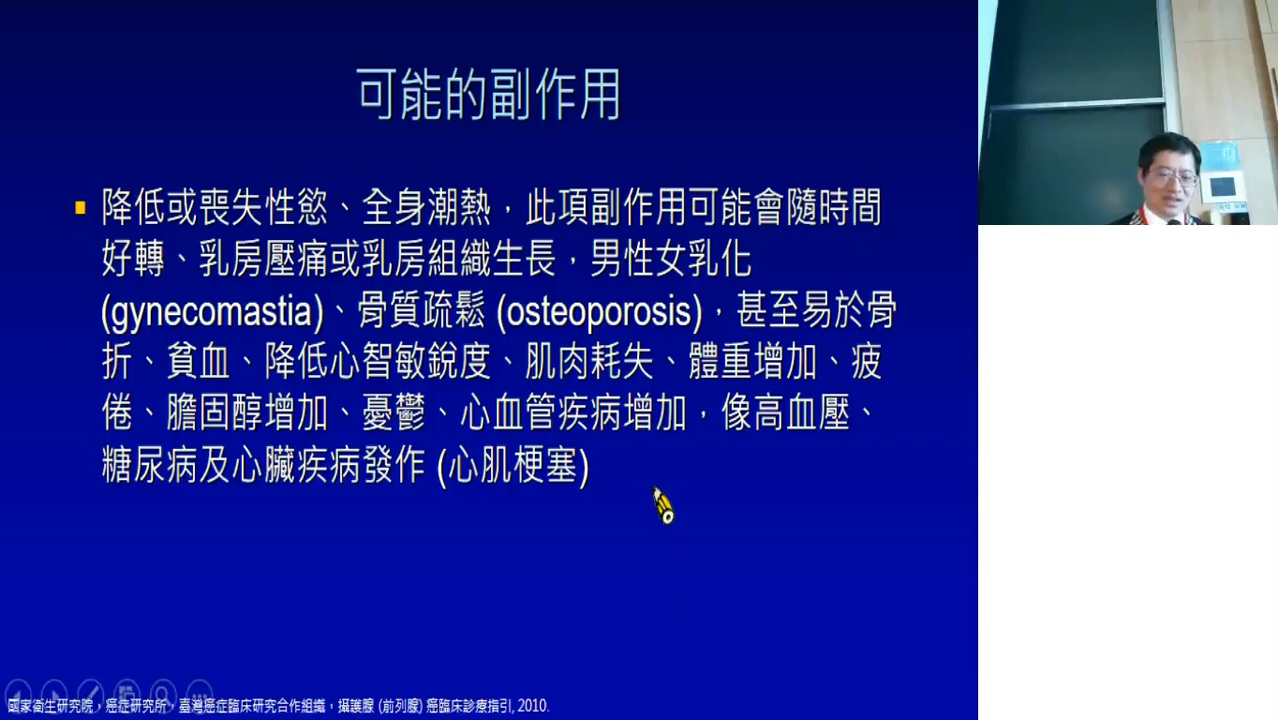 可能的副作用
降低或喪失性慾、全身潮熱，此項副作用可能會隨時間
好轉、乳房壓痛或乳房組織生長，男性女乳化
(gynecomastia)、骨質疏鬆 (osteoporosis)，甚至易於骨
折、貧血、降低心智敏銳度、肌肉耗失、體重增加、疲
倦、膽固醇增加、憂鬱、心血管疾病增加，像高血壓、
糖尿病及心臟疾病發作 (心肌梗塞)
國家衛生研究院，癌症研究所，臺灣癌症臨床研究合作組織，攝護腺 (前列腺) 癌臨床診療指引, 2010.